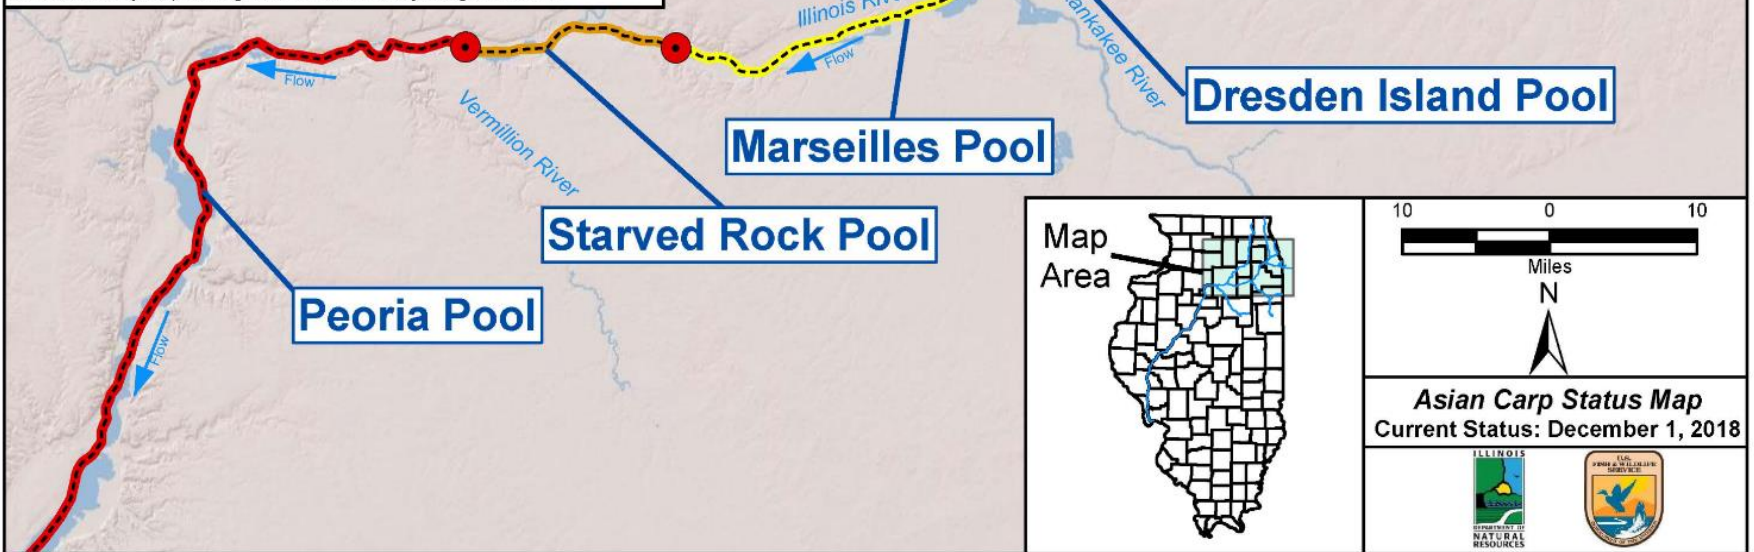 Illinois
Kankakee River
Flow
Flow
Dresden Island Pool
Marseilles Pool
Vermillion River
Starved Rock Pool
Peoria Pool
Flow
Map
Area
10 0 10
Miles
N
Asian Carp Status Map
Current Status: December 1, 2018
ILLINOIS
DEPARTMENT OF
NATURAL
RESOURCES
U.S.
FISH & WILDLIFE
SERVICE